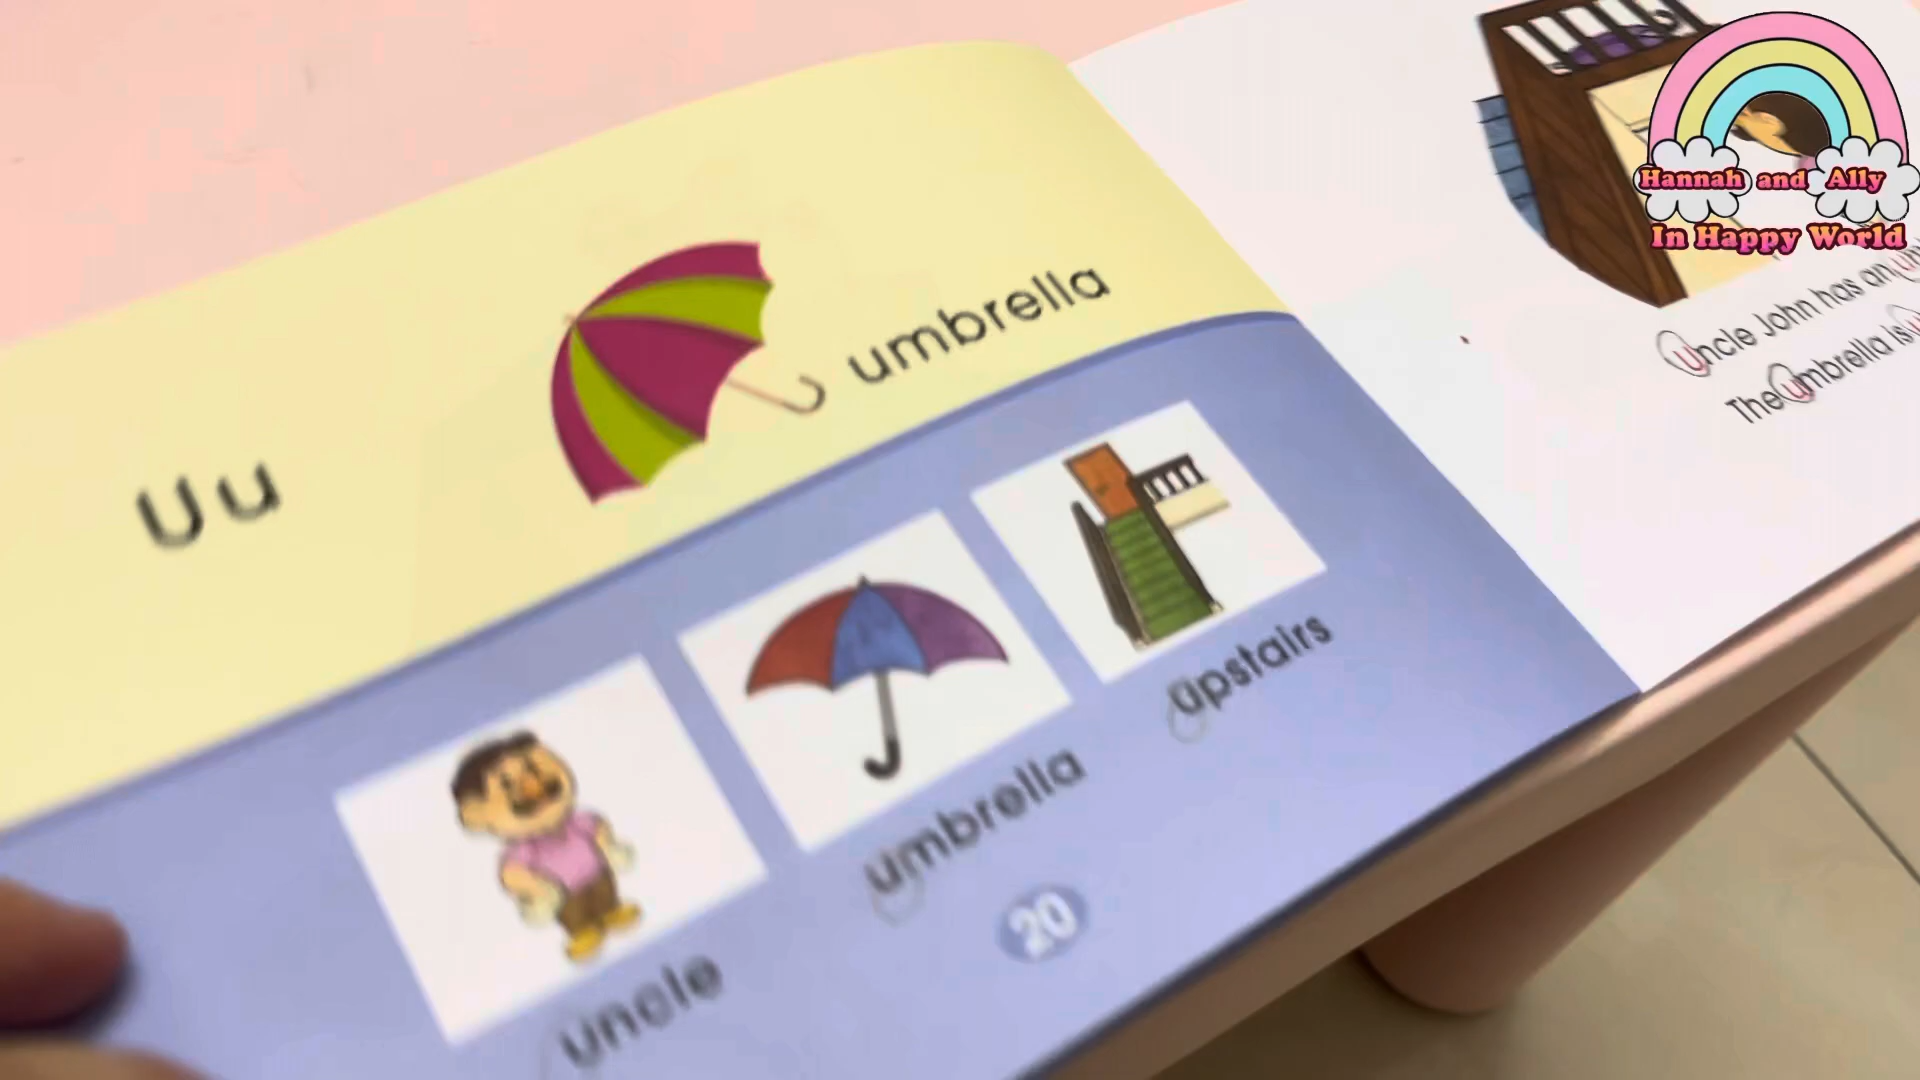 Uu
umbrella
uncle
umbrella
upstairs
20
Uncle John has an
The umbrella is
Hannah and Ally
In Happy World